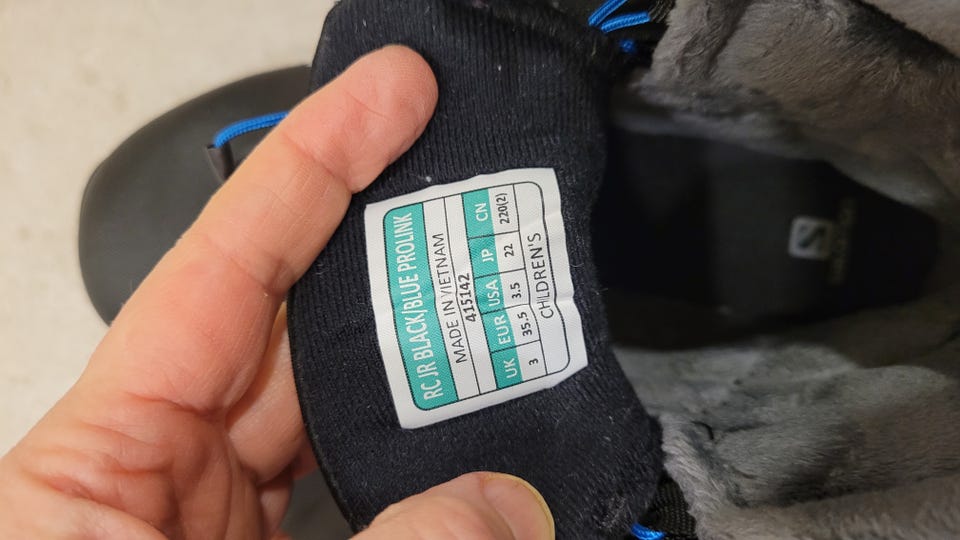 RC JR BLACK/BLUE PROLINK
MADE IN VIETNAM
415142
UK EUR USA JP CN
3 35.5 3.5 22 220(2)
CHILDREN'S